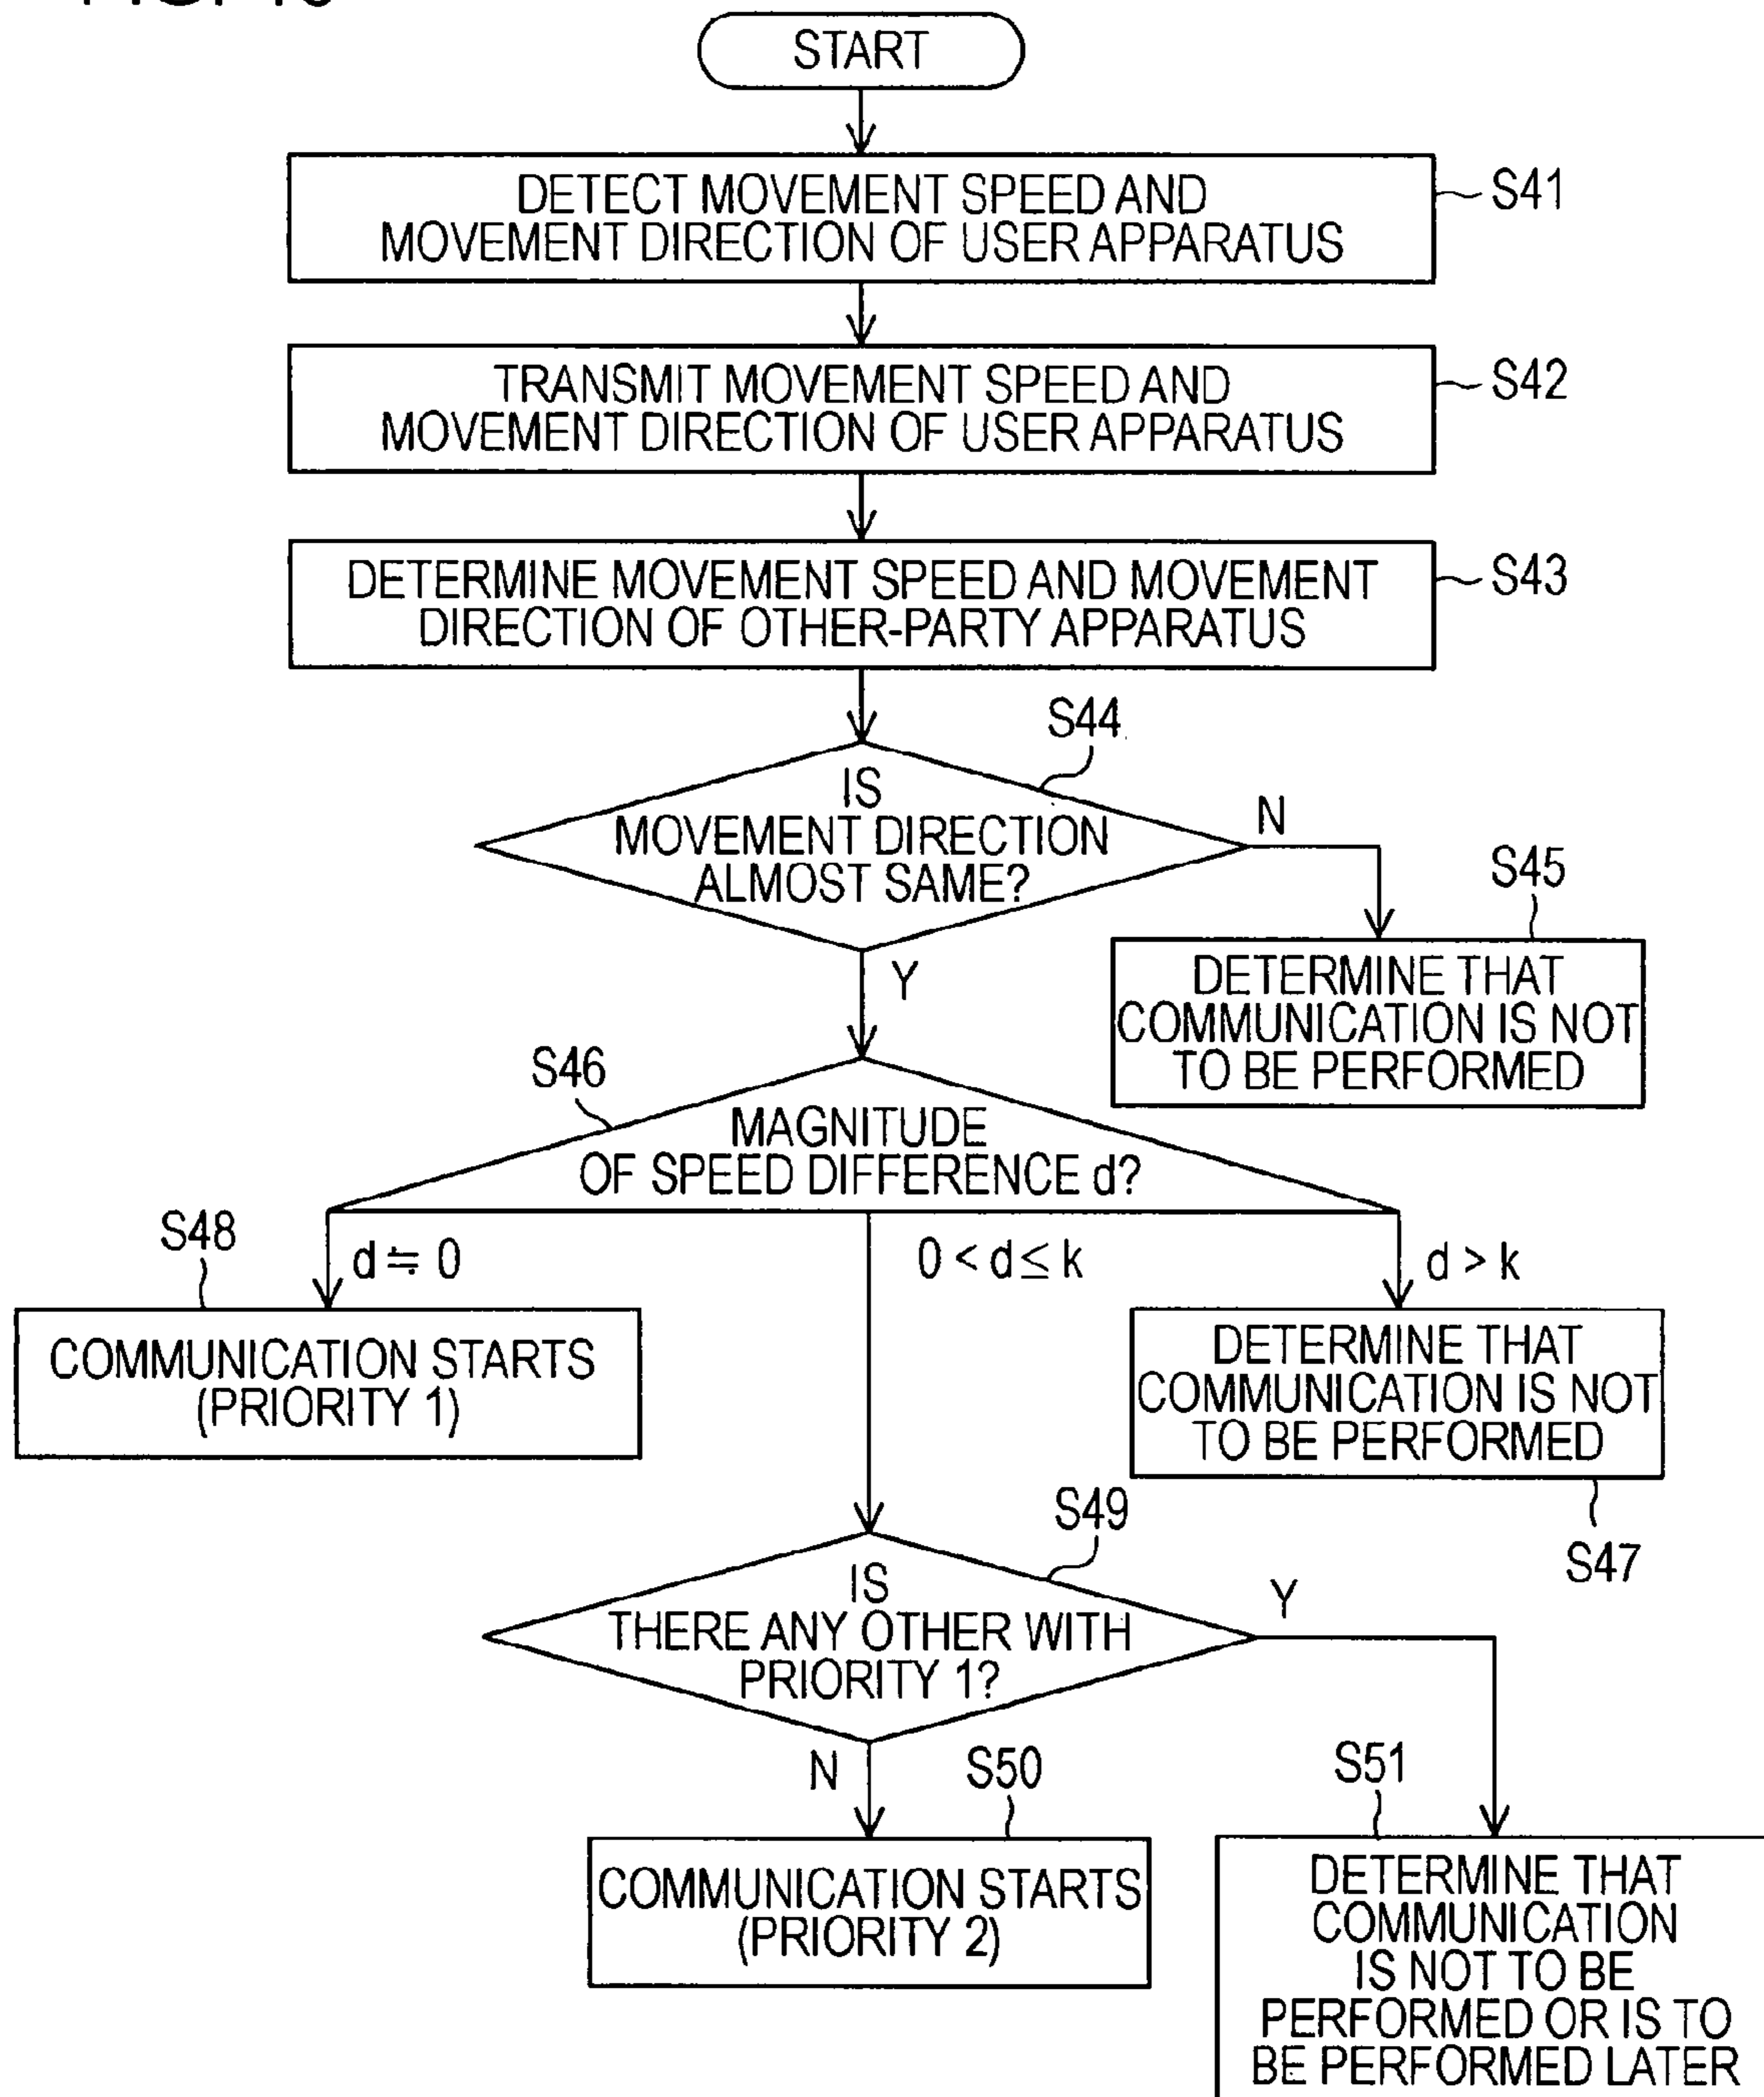 START
DETECT MOVEMENT SPEED AND
MOVEMENT DIRECTION OF USER APPARATUS
S41
TRANSMIT MOVEMENT SPEED AND
MOVEMENT DIRECTION OF USER APPARATUS
S42
DETERMINE MOVEMENT SPEED AND MOVEMENT
DIRECTION OF OTHER-PARTY APPARATUS
S43
S44
IS
MOVEMENT DIRECTION
ALMOST SAME?
N
Y
S45
DETERMINE THAT
COMMUNICATION IS NOT
TO BE PERFORMED
S46
MAGNITUDE
OF SPEED DIFFERENCE d?
S48
d ≒ 0
0 < d ≦ k
d > k
COMMUNICATION STARTS
(PRIORITY 1)
DETERMINE THAT
COMMUNICATION IS NOT
TO BE PERFORMED
S47
S49
IS
THERE ANY OTHER WITH
PRIORITY 1?
Y
N
S50
COMMUNICATION STARTS
(PRIORITY 2)
S51
DETERMINE THAT
COMMUNICATION
IS NOT TO BE
PERFORMED OR IS TO
BE PERFORMED LATER